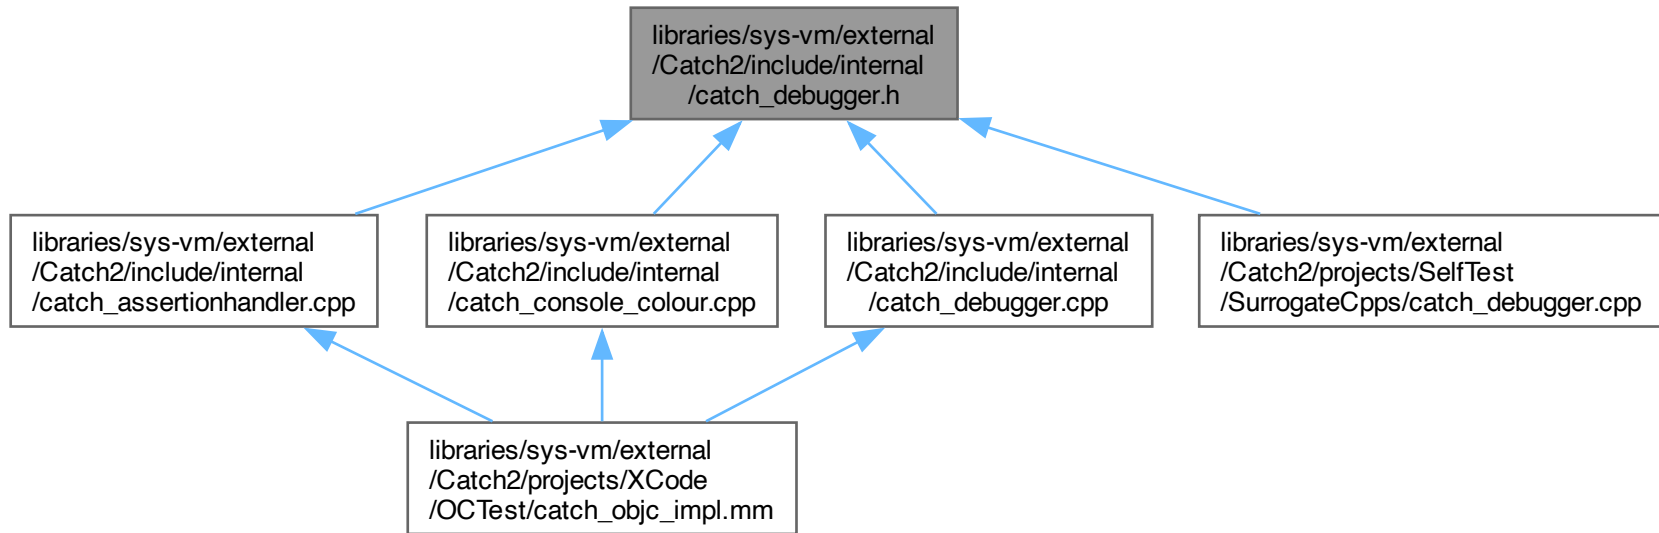 libraries/sys-vm/external
/Catch2/include/internal
/catch_debugger.h
libraries/sys-vm/external
/Catch2/include/internal
/catch_assertionhandler.cpp
libraries/sys-vm/external
/Catch2/include/internal
/catch_console_colour.cpp
libraries/sys-vm/external
/Catch2/include/internal
/catch_debugger.cpp
libraries/sys-vm/external
/Catch2/projects/SelfTest
/SurrogateCpps/catch_debugger.cpp
libraries/sys-vm/external
/Catch2/projects/XCode
/OCTest/catch_objc_impl.mm